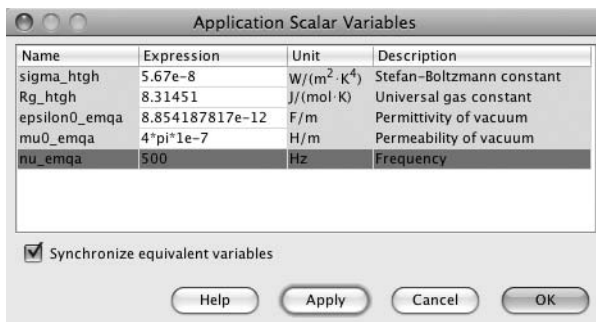 Application Scalar Variables
Name Expression Unit Description
sigma_htgh 5.67e-8 W/(m²·K⁴) Stefan-Boltzmann constant
Rg_htgh 8.31451 J/(mol·K) Universal gas constant
epsilon0_emqa 8.854187817e-12 F/m Permittivity of vacuum
mu0_emqa 4*pi*1e-7 H/m Permeability of vacuum
nu_emqa 500 Hz Frequency
Synchronize equivalent variables
Help Apply Cancel OK